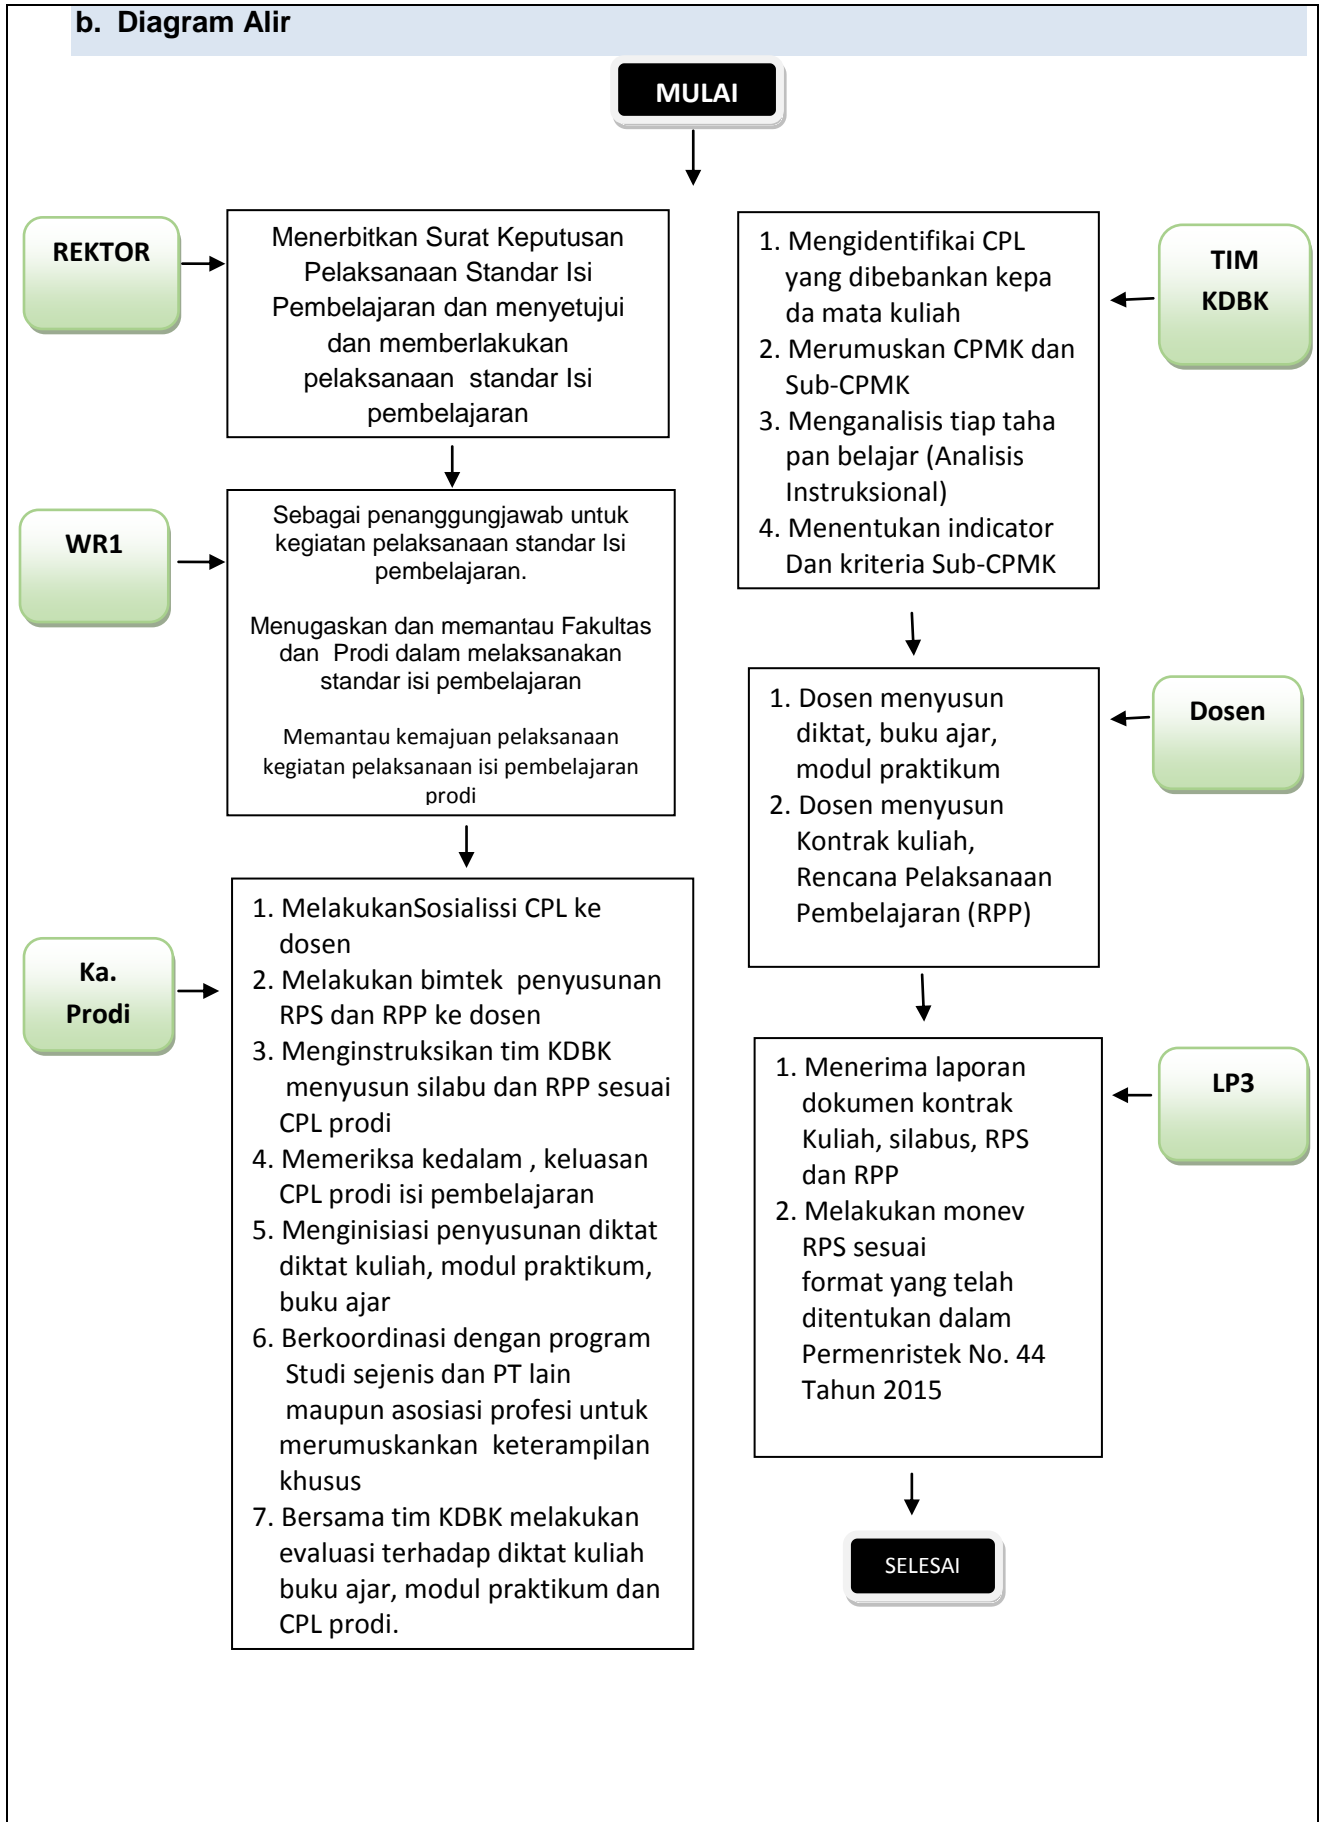 b. Diagram Alir
MULAI
REKTOR
Menerbitkan Surat Keputusan
Pelaksanaan Standar Isi
Pembelajaran dan menyetujui
dan memberlakukan
pelaksanaan standar Isi
pembelajaran
WR1
Sebagai penanggungjawab untuk
kegiatan pelaksanaan standar Isi
pembelajaran.
Menugaskan dan memantau Fakultas
dan Prodi dalam melaksanakan
standar isi pembelajaran
Memantau kemajuan pelaksanaan
kegiatan pelaksanaan isi pembelajaran
prodi
Ka.
Prodi
1. MelakukanSosialissi CPL ke
dosen
2. Melakukan bimtek penyusunan
RPS dan RPP ke dosen
3. Menginstruksikan tim KDBK
menyusun silabu dan RPP sesuai
CPL prodi
4. Memeriksa kedalam , keluasan
CPL prodi isi pembelajaran
5. Menginisiasi penyusunan diktat
diktat kuliah, modul praktikum,
buku ajar
6. Berkoordinasi dengan program
Studi sejenis dan PT lain
maupun asosiasi profesi untuk
merumuskankan keterampilan
khusus
7. Bersama tim KDBK melakukan
evaluasi terhadap diktat kuliah
buku ajar, modul praktikum dan
CPL prodi.
1. Mengidentifikai CPL
yang dibebankan kepa
da mata kuliah
2. Merumuskan CPMK dan
Sub-CPMK
3. Menganalisis tiap taha
pan belajar (Analisis
Instruksional)
4. Menentukan indicator
Dan kriteria Sub-CPMK
TIM
KDBK
1. Dosen menyusun
diktat, buku ajar,
modul praktikum
2. Dosen menyusun
Kontrak kuliah,
Rencana Pelaksanaan
Pembelajaran (RPP)
Dosen
1. Menerima laporan
dokumen kontrak
Kuliah, silabus, RPS
dan RPP
2. Melakukan monev
RPS sesuai
format yang telah
ditentukan dalam
Permenristek No. 44
Tahun 2015
LP3
SELESAI